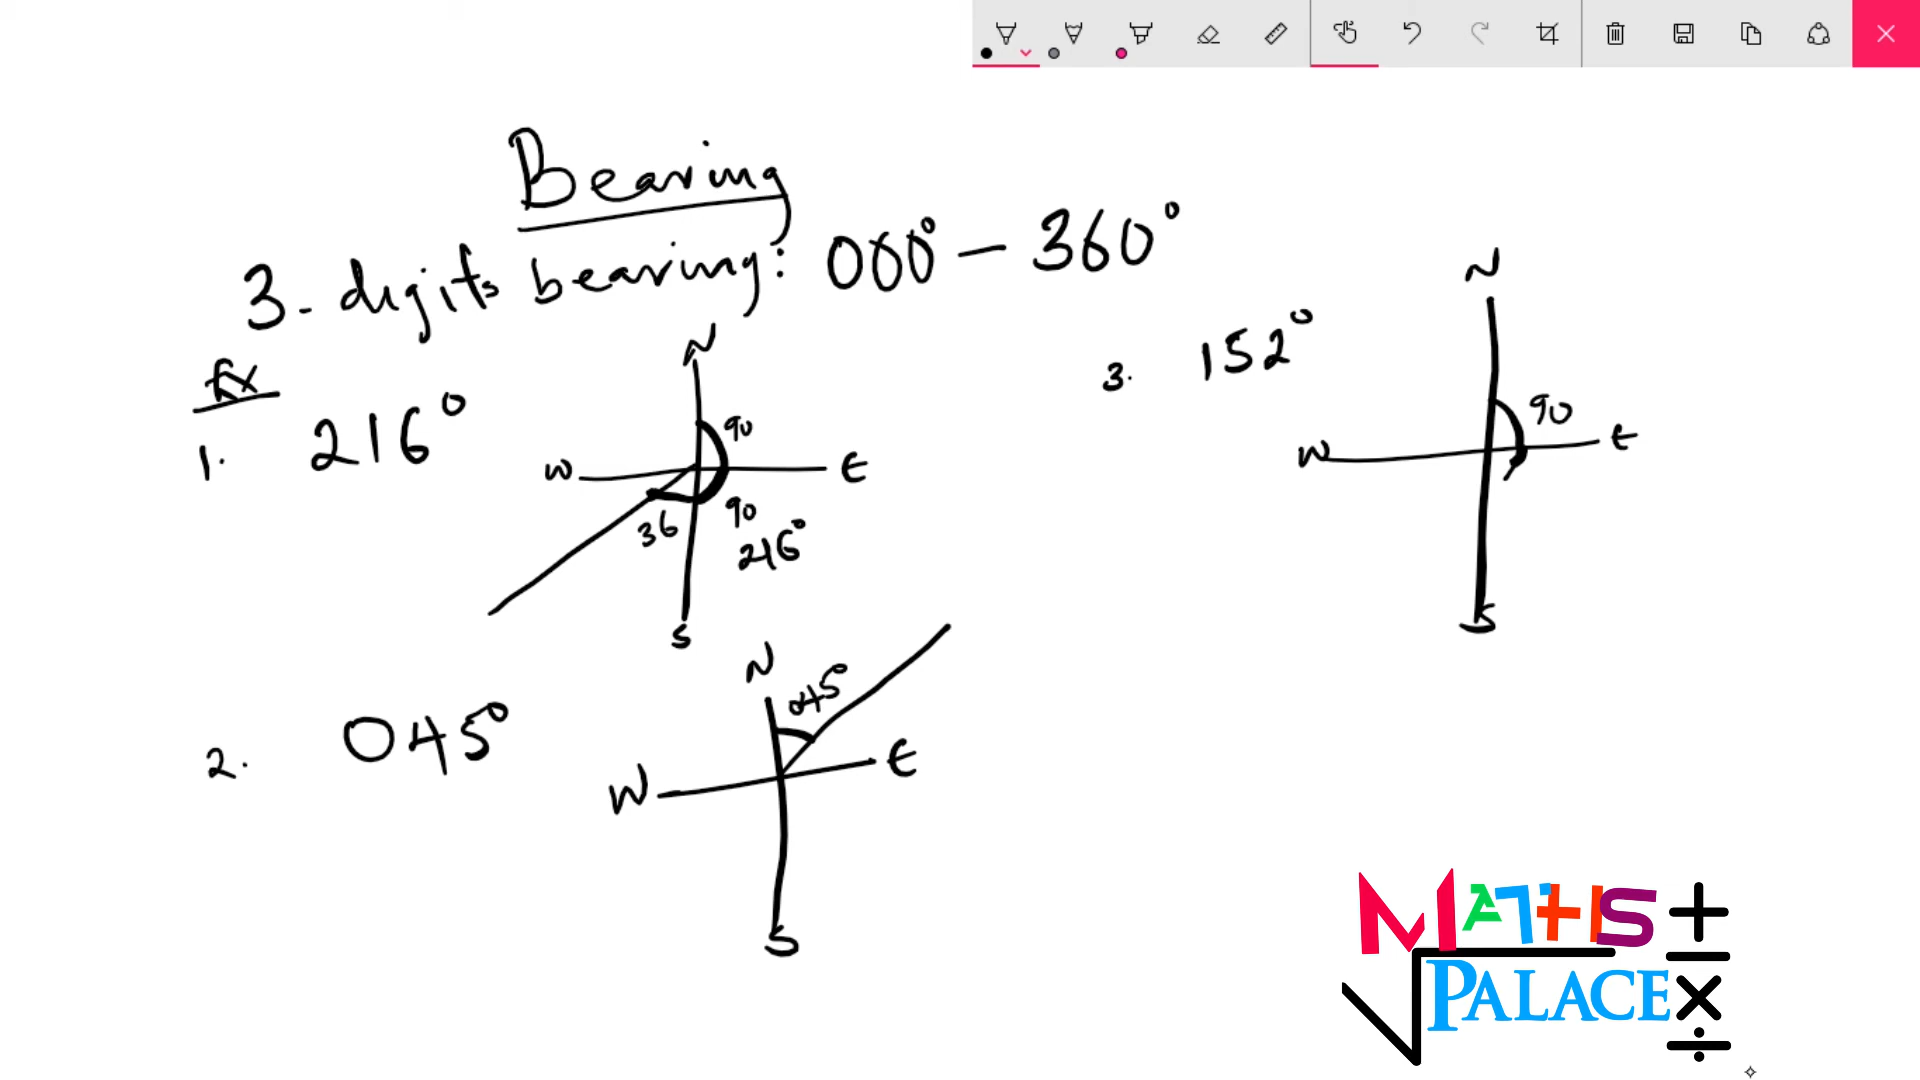 Bearing
3-digits bearing: 000° - 360°
Ex
1. 216°
N
90
W
E
36
90
216°
S
2. 045°
N
045°
W
E
S
3. 152°
N
90
W
E
S
MATHS
PALACE